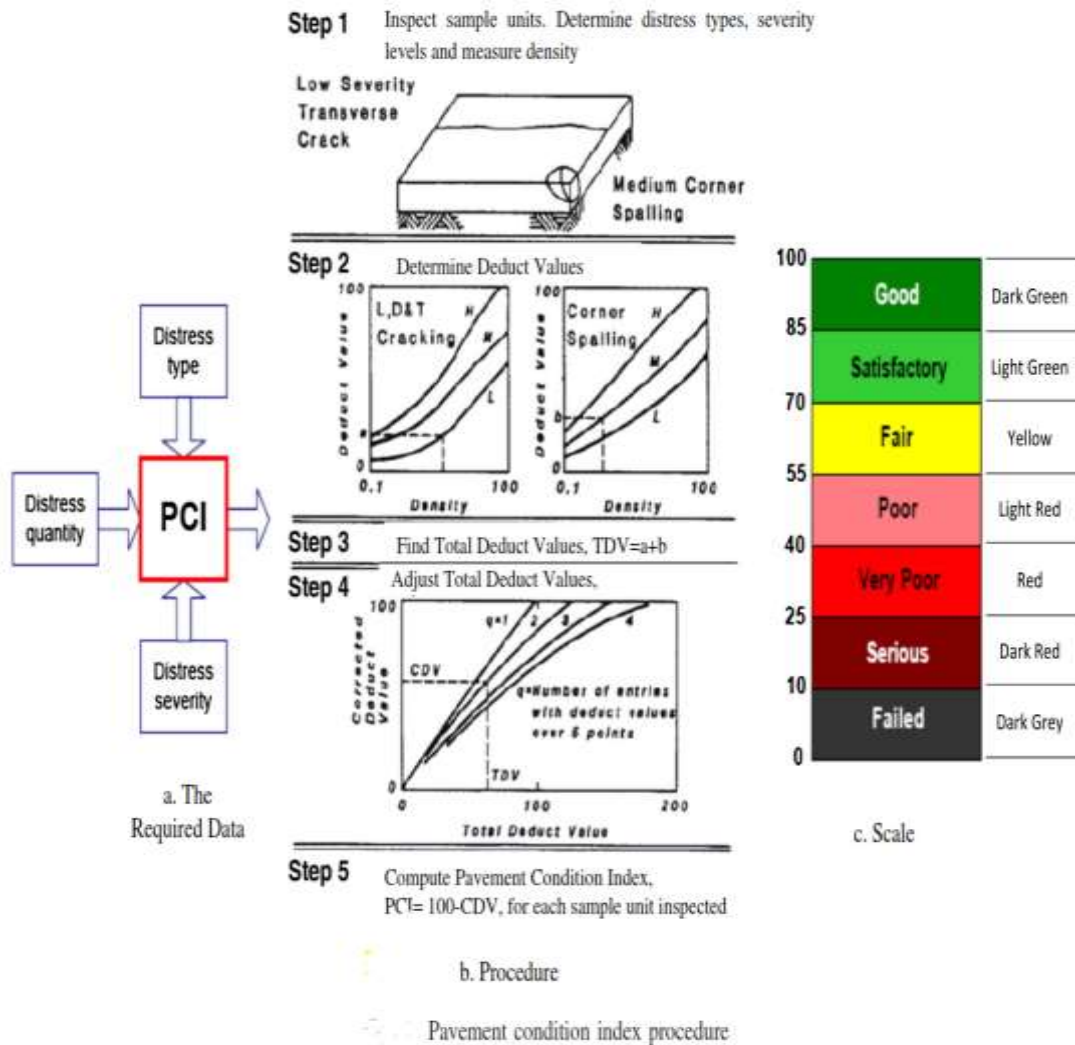 Step 1 Inspect sample units. Determine distress types, severity
levels and measure density
Low Severity
Transverse
Crack
Medium Corner
Spalling
Step 2 Determine Deduct Values
100
L,D&T
Cracking
H
M
L
Deduct Value
a
0
0.1
100
Density
100
Corner
Spalling
H
M
L
Deduct Value
b
0
0.1
100
Density
Step 3 Find Total Deduct Values, TDV=a+b
Step 4 Adjust Total Deduct Values,
100
Corrected
Deduct
Value
q=1
2
3
4
CDV
q=Number of entries
with deduct values
over 5 points
TDV
0
0
100
200
Total Deduct Value
Step 5 Compute Pavement Condition Index,
PCI= 100-CDV, for each sample unit inspected
b. Procedure
Distress
type
Distress
quantity
PCI
Distress
severity
a. The
Required Data
100
Good Dark Green
85
Satisfactory Light Green
70
Fair Yellow
55
Poor Light Red
40
Very Poor Red
25
Serious Dark Red
10
Failed Dark Grey
0
c. Scale
Pavement condition index procedure